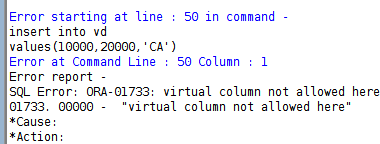 Error starting at line : 50 in command -
insert into vd
values(10000,20000,'CA')
Error at Command Line : 50 Column : 1
Error report -
SQL Error: ORA-01733: virtual column not allowed here
01733. 00000 -  "virtual column not allowed here"
*Cause:
*Action: